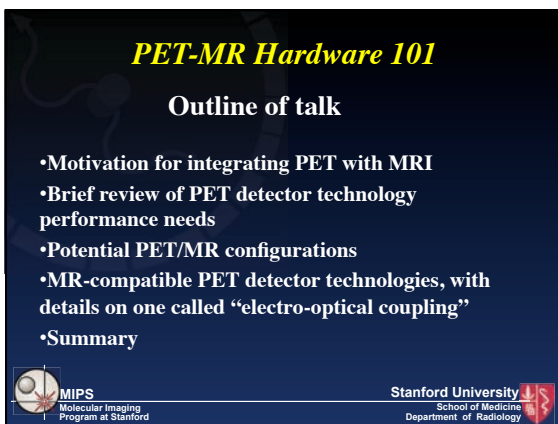 PET-MR Hardware 101
Outline of talk
•Motivation for integrating PET with MRI
•Brief review of PET detector technology
performance needs
•Potential PET/MR configurations
•MR-compatible PET detector technologies, with
details on one called “electro-optical coupling”
•Summary
MIPS
Molecular Imaging
Program at Stanford
Stanford University
School of Medicine
Department of Radiology